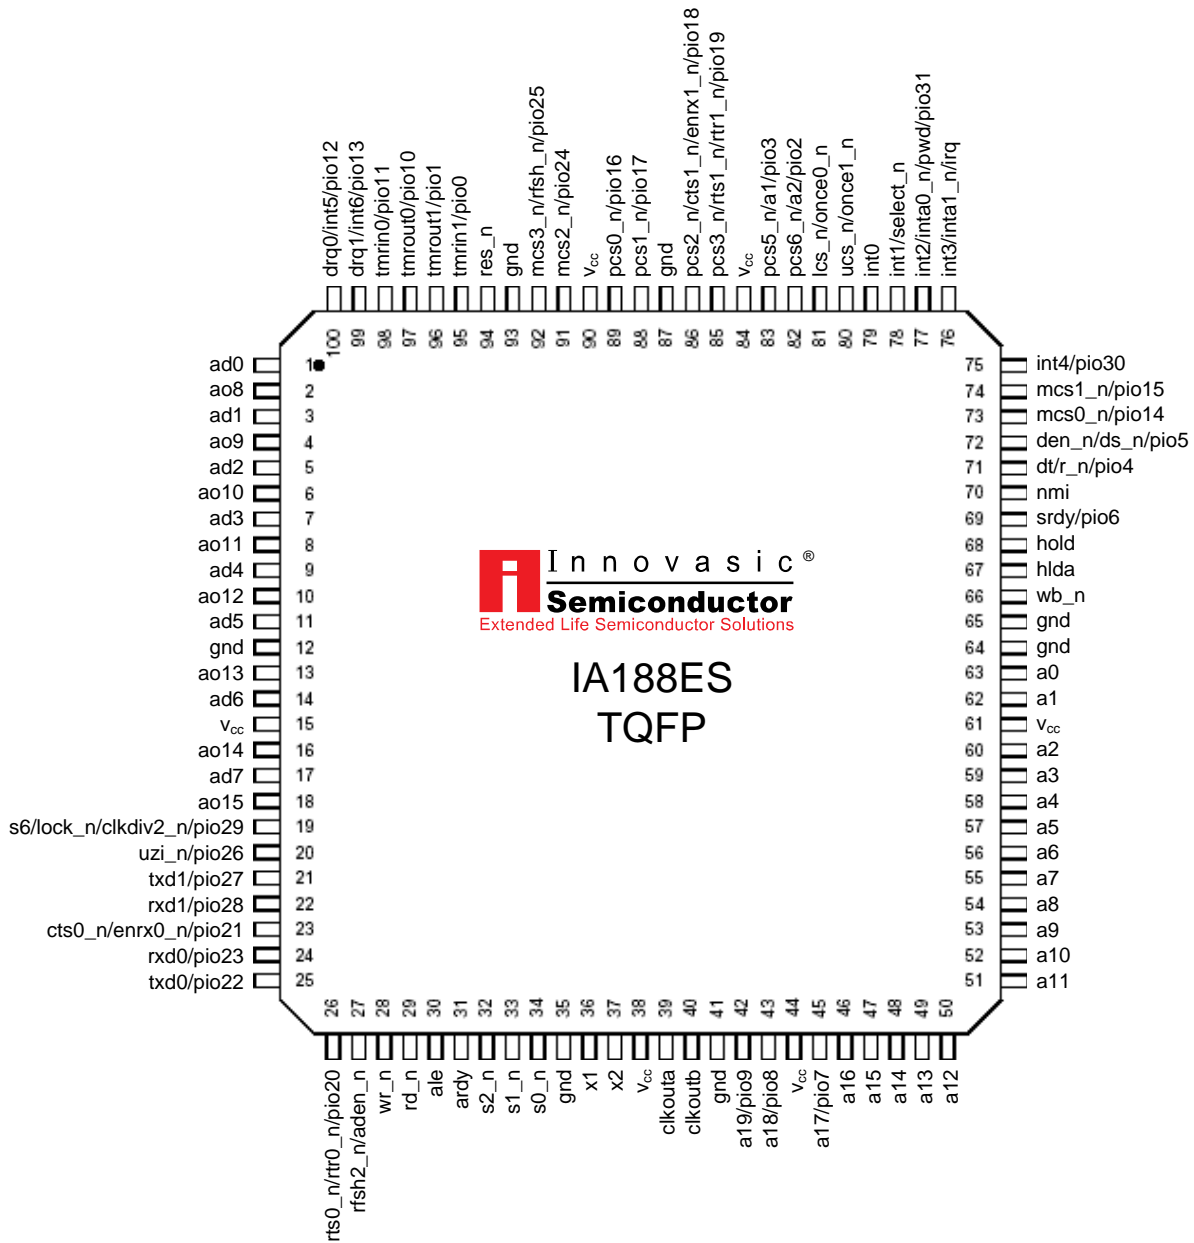 drq0/int5/pio12
drq1/int6/pio13
tmrin0/pio11
tmrout0/pio10
tmrout1/pio1
tmrin1/pio0
res_n
gnd
mcs3_n/rfsh_n/pio25
mcs2_n/pio24
vcc
pcs0_n/pio16
pcs1_n/pio17
gnd
pcs2_n/cts1_n/enrx1_n/pio18
pcs3_n/rts1_n/rtr1_n/pio19
vcc
pcs5_n/a1/pio3
pcs6_n/a2/pio2
lcs_n/once0_n
ucs_n/once1_n
int0
int1/select_n
int2/inta0_n/pwd/pio31
int3/inta1_n/irq
100 99 98 97 96 95 94 93 92 91 90 89 88 87 86 85 84 83 82 81 80 79 78 77 76
ad0 1
ao8 2
ad1 3
ao9 4
ad2 5
ao10 6
ad3 7
ao11 8
ad4 9
ao12 10
ad5 11
gnd 12
ao13 13
ad6 14
vcc 15
ao14 16
ad7 17
ao15 18
s6/lock_n/clkdiv2_n/pio29 19
uzi_n/pio26 20
txd1/pio27 21
rxd1/pio28 22
cts0_n/enrx0_n/pio21 23
rxd0/pio23 24
txd0/pio22 25
Innovasic ®
Semiconductor
Extended Life Semiconductor Solutions
IA188ES
TQFP
75 int4/pio30
74 mcs1_n/pio15
73 mcs0_n/pio14
72 den_n/ds_n/pio5
71 dt/r_n/pio4
70 nmi
69 srdy/pio6
68 hold
67 hlda
66 wb_n
65 gnd
64 gnd
63 a0
62 a1
61 vcc
60 a2
59 a3
58 a4
57 a5
56 a6
55 a7
54 a8
53 a9
52 a10
51 a11
26 27 28 29 30 31 32 33 34 35 36 37 38 39 40 41 42 43 44 45 46 47 48 49 50
rts0_n/rtr0_n/pio20
rfsh2_n/aden_n
wr_n
rd_n
ale
ardy
s2_n
s1_n
s0_n
gnd
x1
x2
vcc
clkouta
clkoutb
gnd
a19/pio9
a18/pio8
vcc
a17/pio7
a16
a15
a14
a13
a12